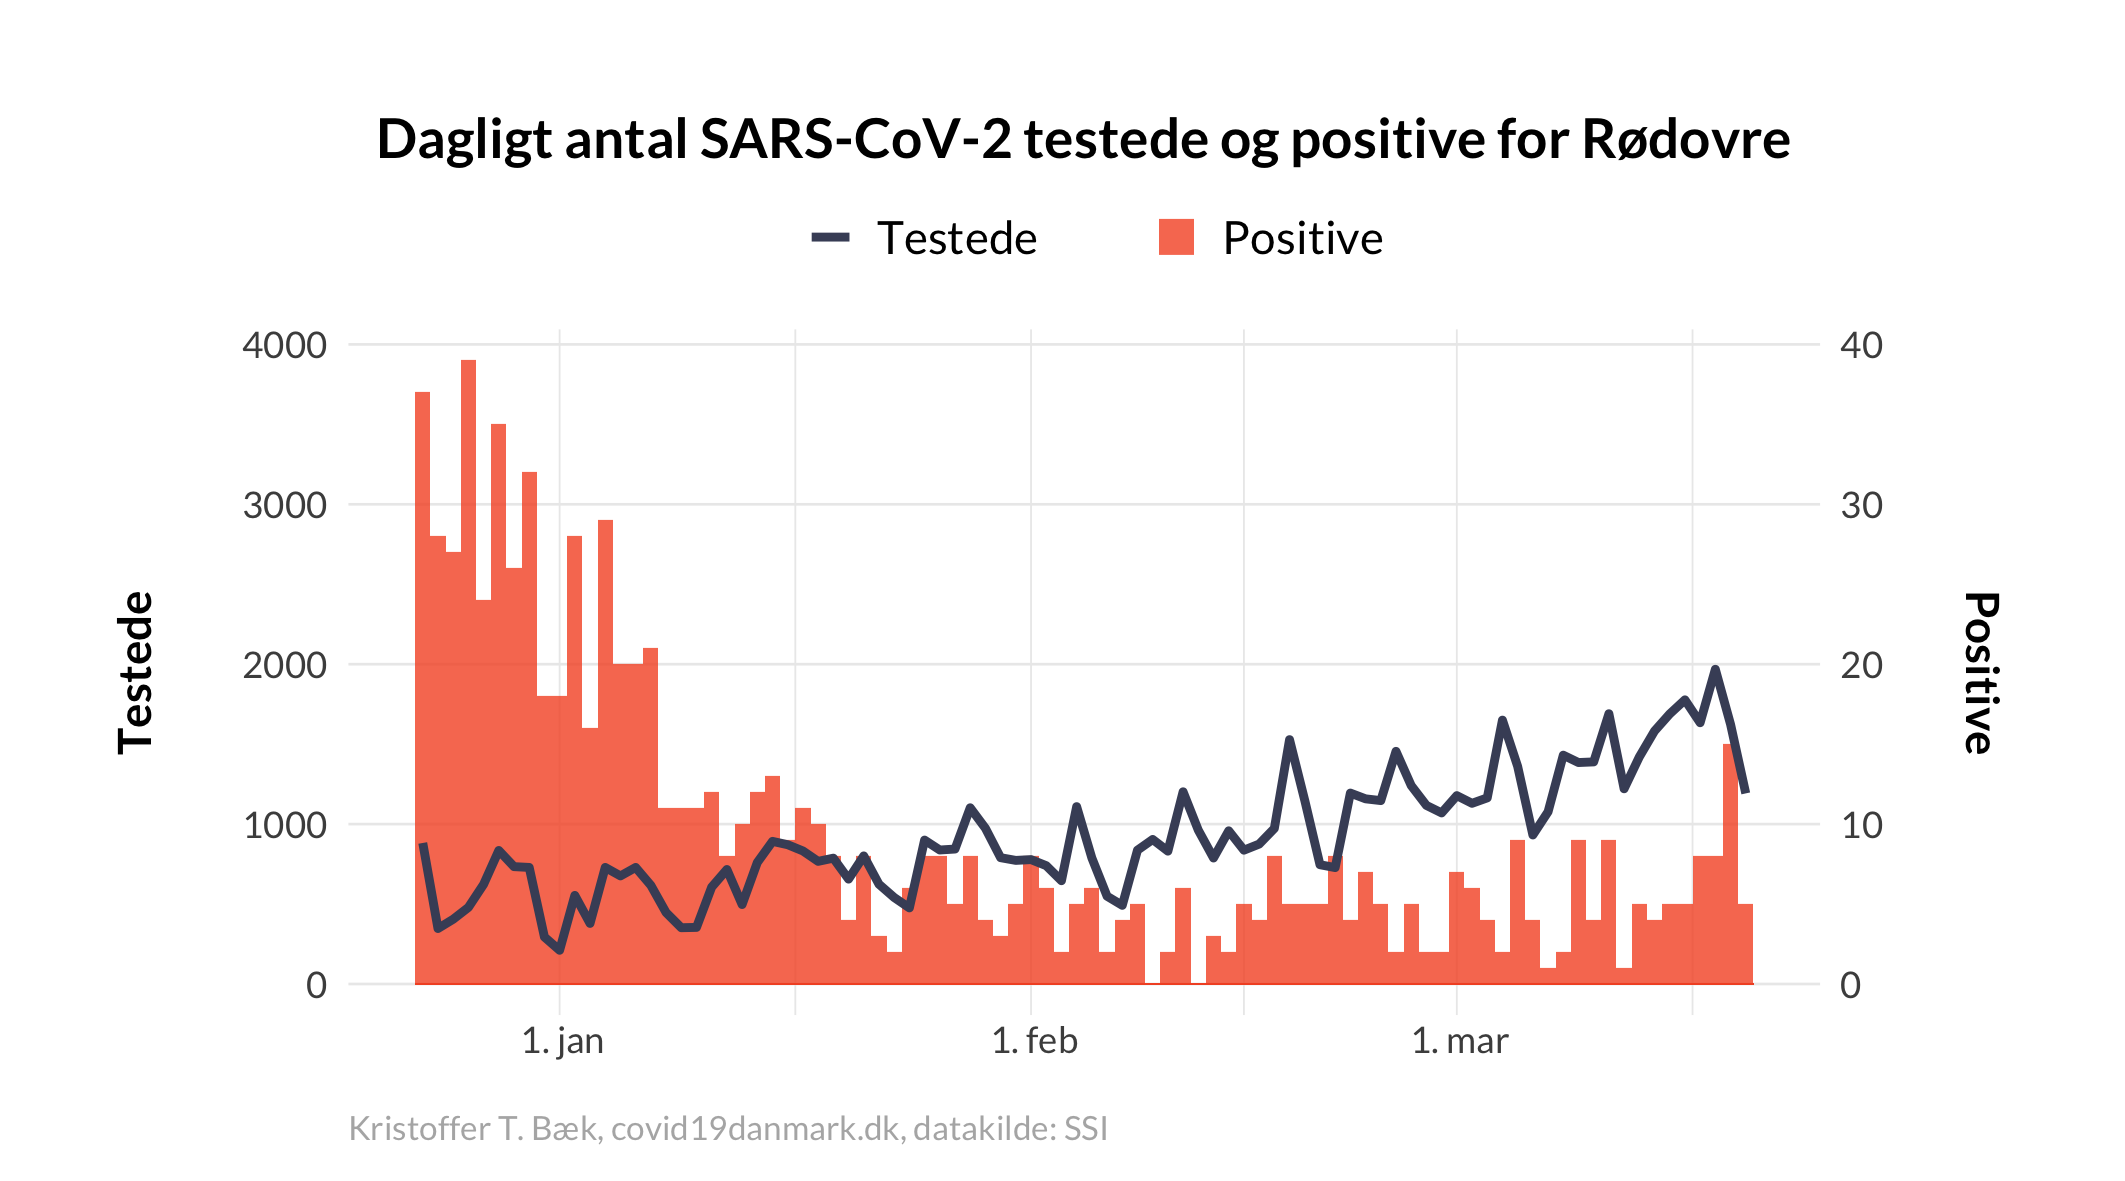 Dagligt antal SARS-CoV-2 testede og positive for Rødovre
Testede Positive
4000 40
3000 30
2000 20
1000 10
0 0
Testede
Positive
1. jan 1. feb 1. mar
Kristoffer T. Bæk, covid19danmark.dk, datakilde: SSI